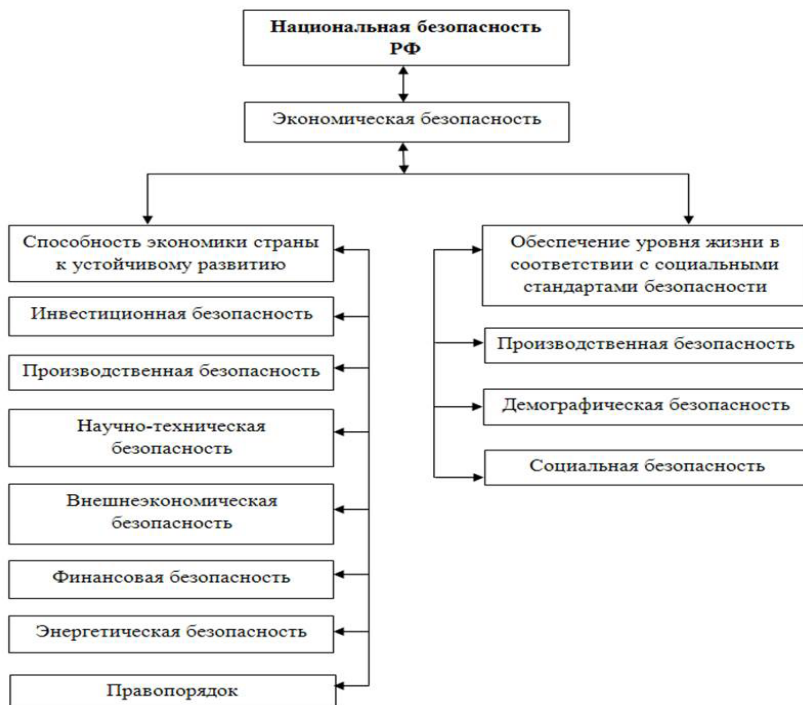 Национальная безопасность
РФ
Экономическая безопасность
Способность экономики страны
к устойчивому развитию
Инвестиционная безопасность
Производственная безопасность
Научно-техническая
безопасность
Внешнеэкономическая
безопасность
Финансовая безопасность
Энергетическая безопасность
Правопорядок
Обеспечение уровня жизни в
соответствии с социальными
стандартами безопасности
Производственная безопасность
Демографическая безопасность
Социальная безопасность